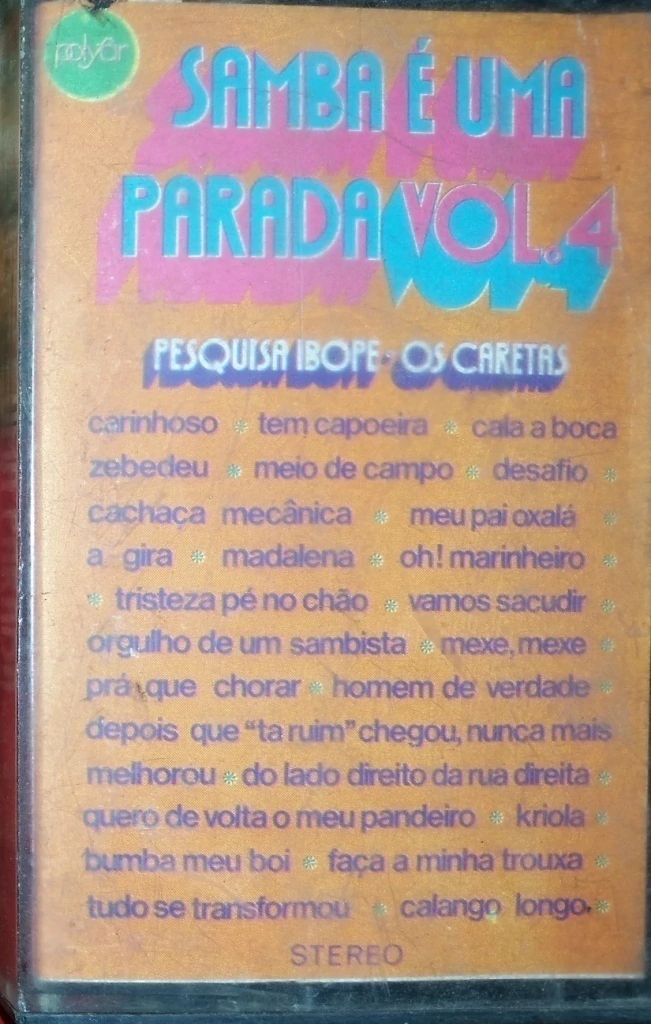 polyår
SAMBA É UMA
PARADA VOL. 4
PESQUISA IBOPE - OS CARETAS
carinhoso * tem capoeira * cala a boca
zebedeu * meio de campo * desafio *
cachaça mecânica * meu pai oxalá *
a gira * madalena * oh! marinheiro *
* tristeza pé no chão * vamos sacudir *
orgulho de um sambista * mexe, mexe
prá que chorar * homem de verdade *
depois que "ta ruim" chegou, nunca mais
melhorou * do lado direito da rua direita *
quero de volta o meu pandeiro * kriola *
bumba meu boi * faça a minha trouxa *
tudo se transformou * calango longo. *
STEREO